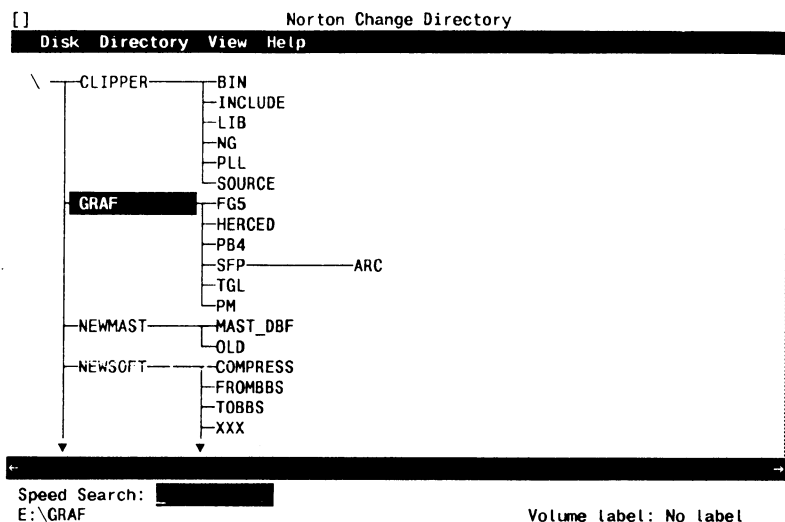 [] Norton Change Directory
Disk Directory View Help
\ CLIPPER BIN
INCLUDE
LIB
NG
PLL
SOURCE
GRAF FG5
HERCED
PB4
SFP ARC
TGL
PM
NEWMAST MAST_DBF
OLD
NEWSOFT COMPRESS
FROMBBS
TOBBS
XXX
Speed Search:
E:\GRAF Volume label: No label